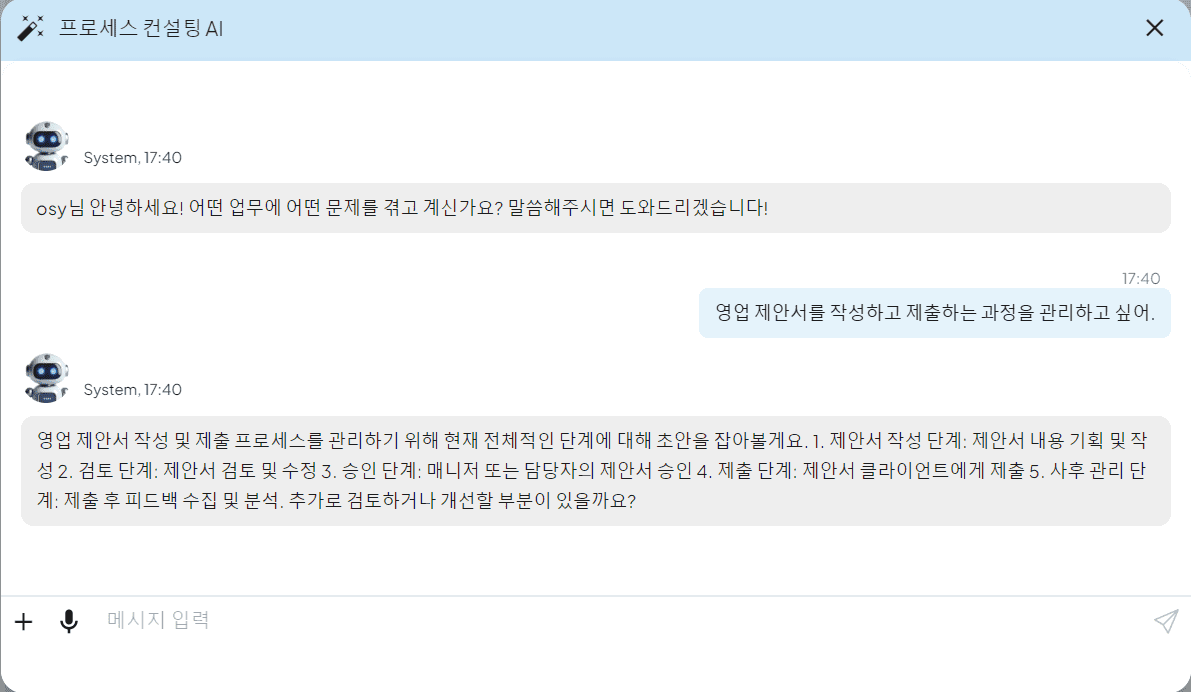 프로세스 컨설팅 AI
System, 17:40
osy님 안녕하세요! 어떤 업무에 어떤 문제를 겪고 계신가요? 말씀해주시면 도와드리겠습니다!
17:40
영업 제안서를 작성하고 제출하는 과정을 관리하고 싶어.
System, 17:40
영업 제안서 작성 및 제출 프로세스를 관리하기 위해 현재 전체적인 단계에 대해 초안을 잡아볼게요. 1. 제안서 작성 단계: 제안서 내용 기획 및 작
성 2. 검토 단계: 제안서 검토 및 수정 3. 승인 단계: 매니저 또는 담당자의 제안서 승인 4. 제출 단계: 제안서 클라이언트에게 제출 5. 사후 관리 단
계: 제출 후 피드백 수집 및 분석. 추가로 검토하거나 개선할 부분이 있을까요?
메시지 입력